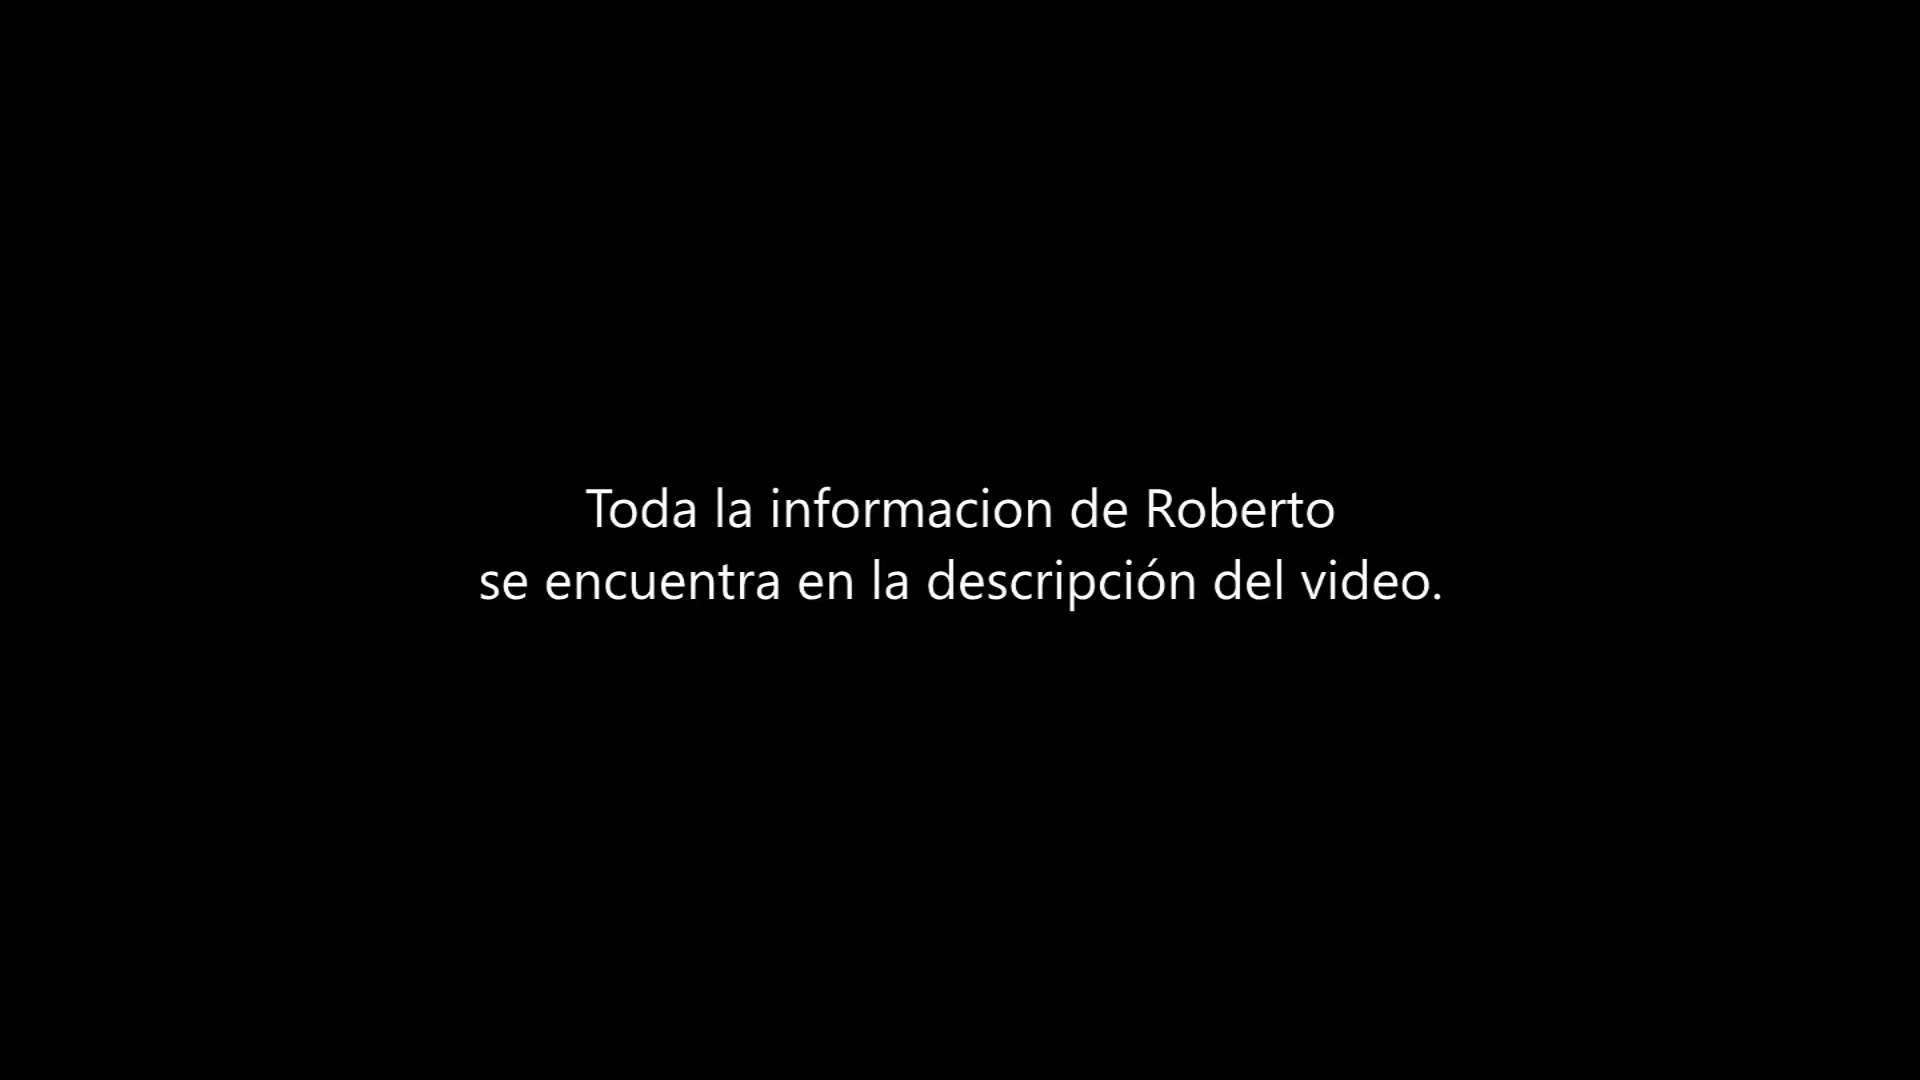 Toda la informacion de Roberto
se encuentra en la descripción del video.